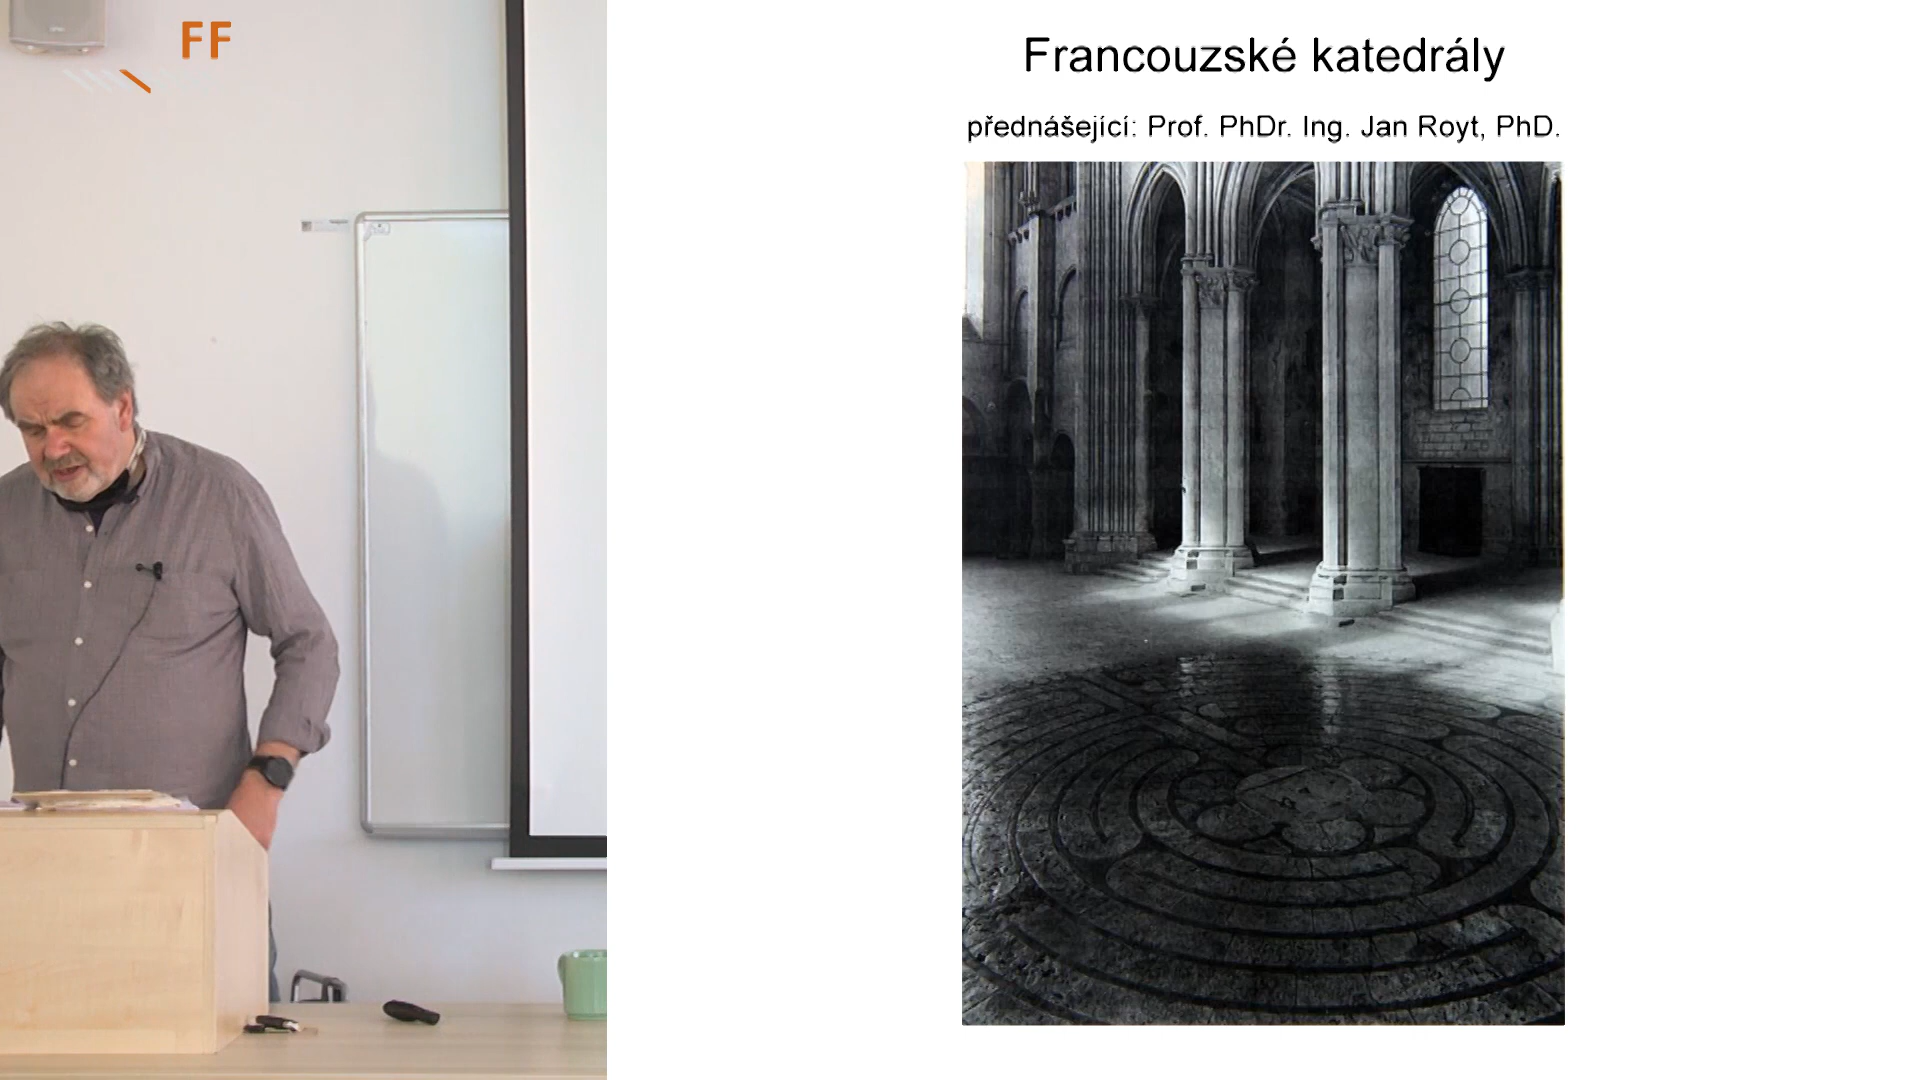 FF
Francouzské katedrály
přednášející: Prof. PhDr. Ing. Jan Royt, PhD.